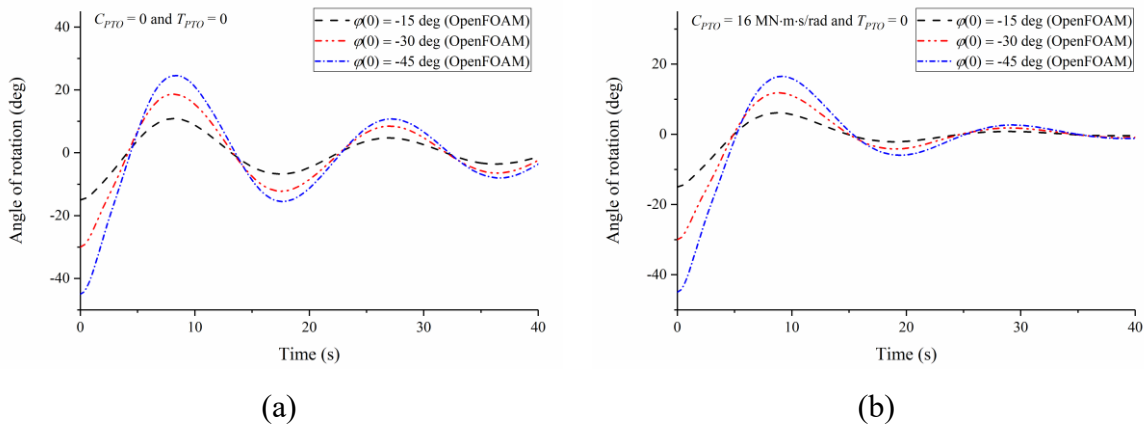 C_PTO = 0 and T_PTO = 0
φ(0) = -15 deg (OpenFOAM)
φ(0) = -30 deg (OpenFOAM)
φ(0) = -45 deg (OpenFOAM)
Angle of rotation (deg)
40
20
0
-20
-40
0 10 20 30 40
Time (s)
(a)
C_PTO = 16 MN·m·s/rad and T_PTO = 0
φ(0) = -15 deg (OpenFOAM)
φ(0) = -30 deg (OpenFOAM)
φ(0) = -45 deg (OpenFOAM)
Angle of rotation (deg)
20
0
-20
-40
0 10 20 30 40
Time (s)
(b)